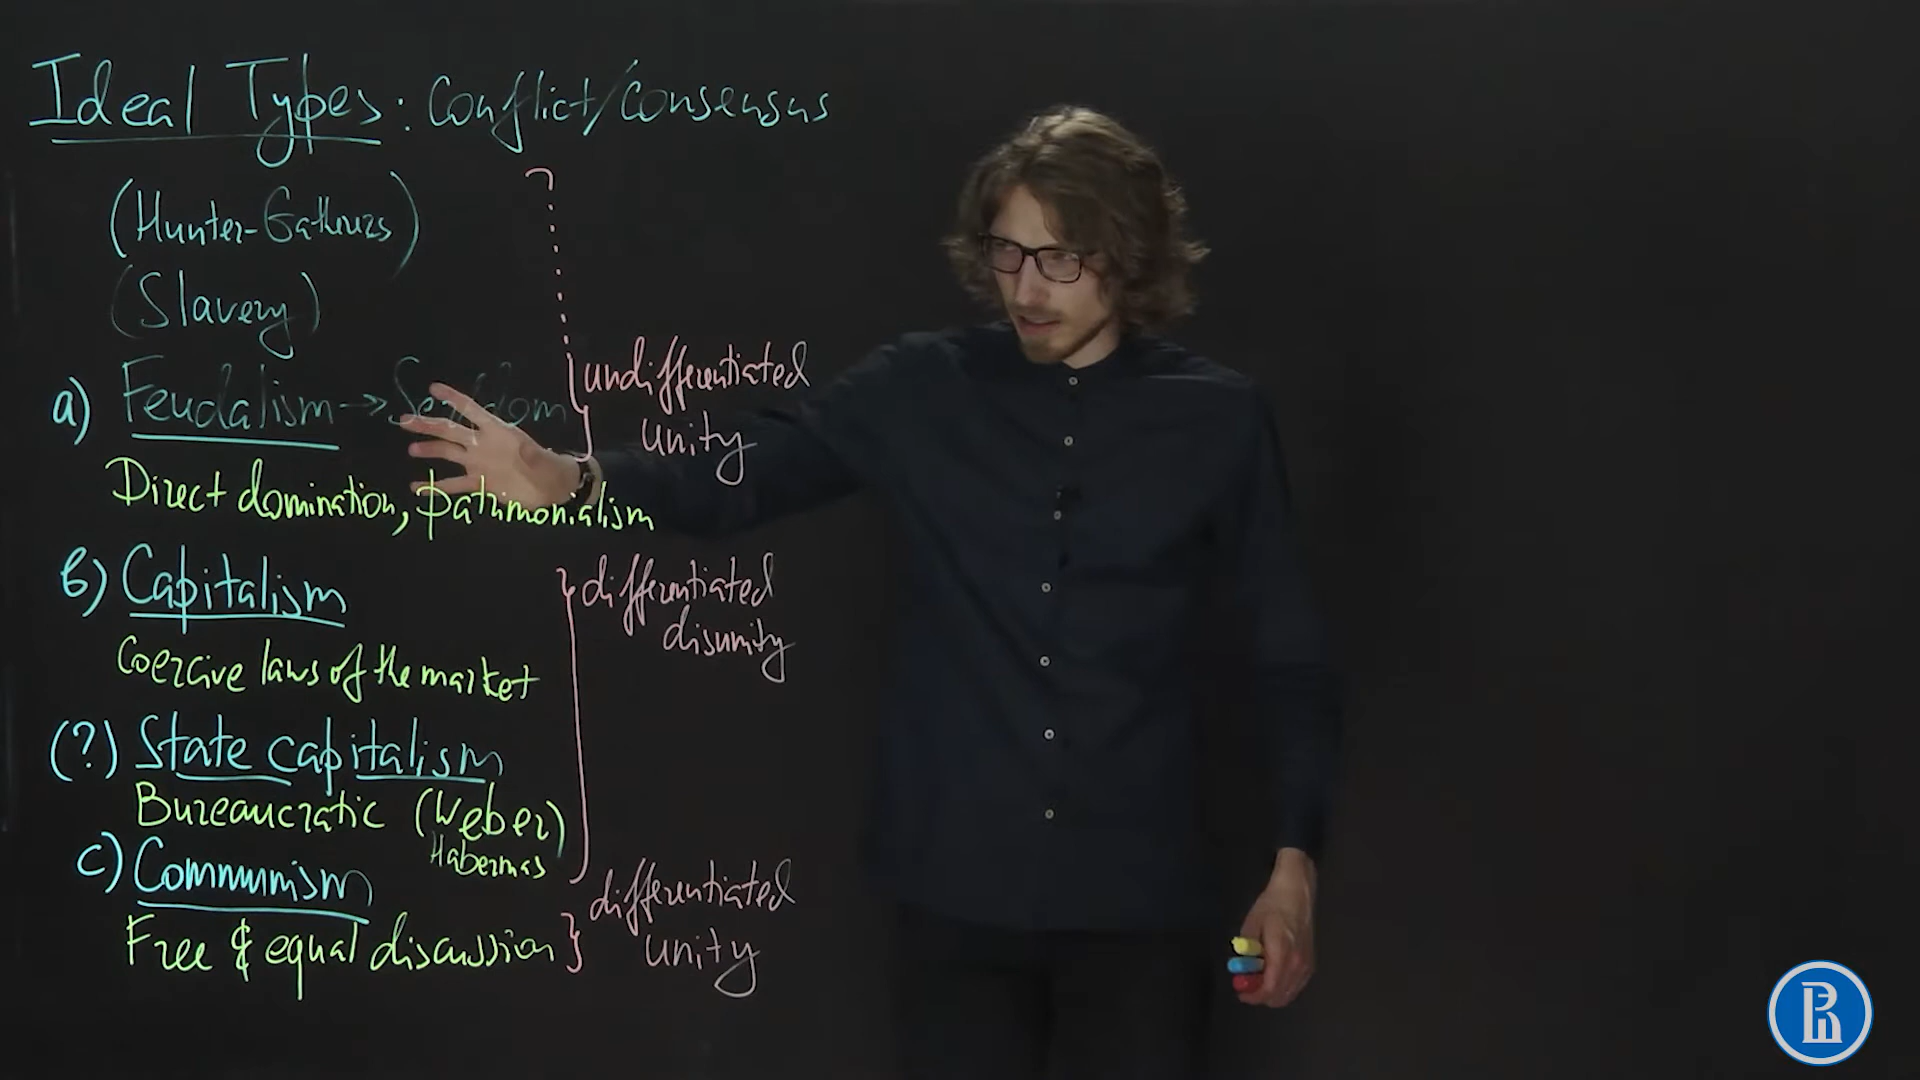 Ideal Types: Conflict/Consensus
(Hunter-Gatherers)
(Slavery)
a) Feudalism → Serfdom
undifferentiated
unity
Direct domination, patrimonialism
b) Capitalism
differentiated
disunity
Coercive laws of the market
(?) State capitalism
Bureaucratic (Weber)
Habermas
c) Communism
differentiated
unity
Free & equal discussion